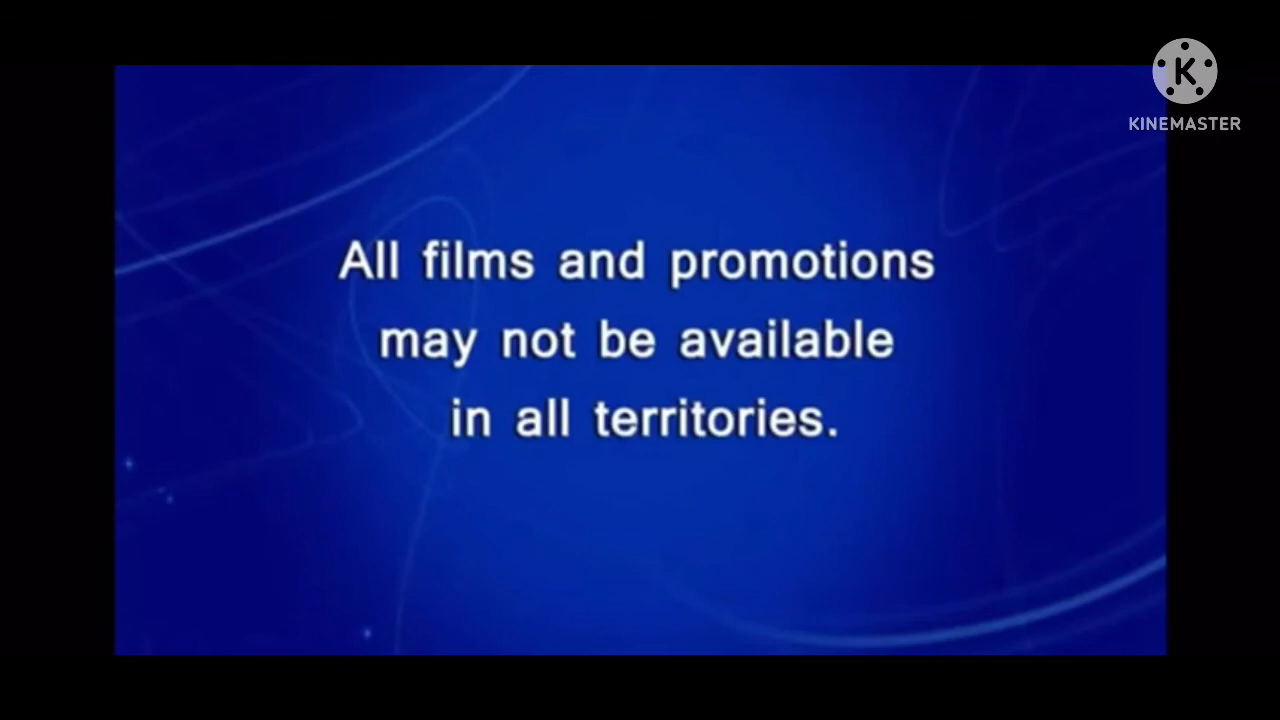 K
KINEMASTER
All films and promotions
may not be available
in all territories.